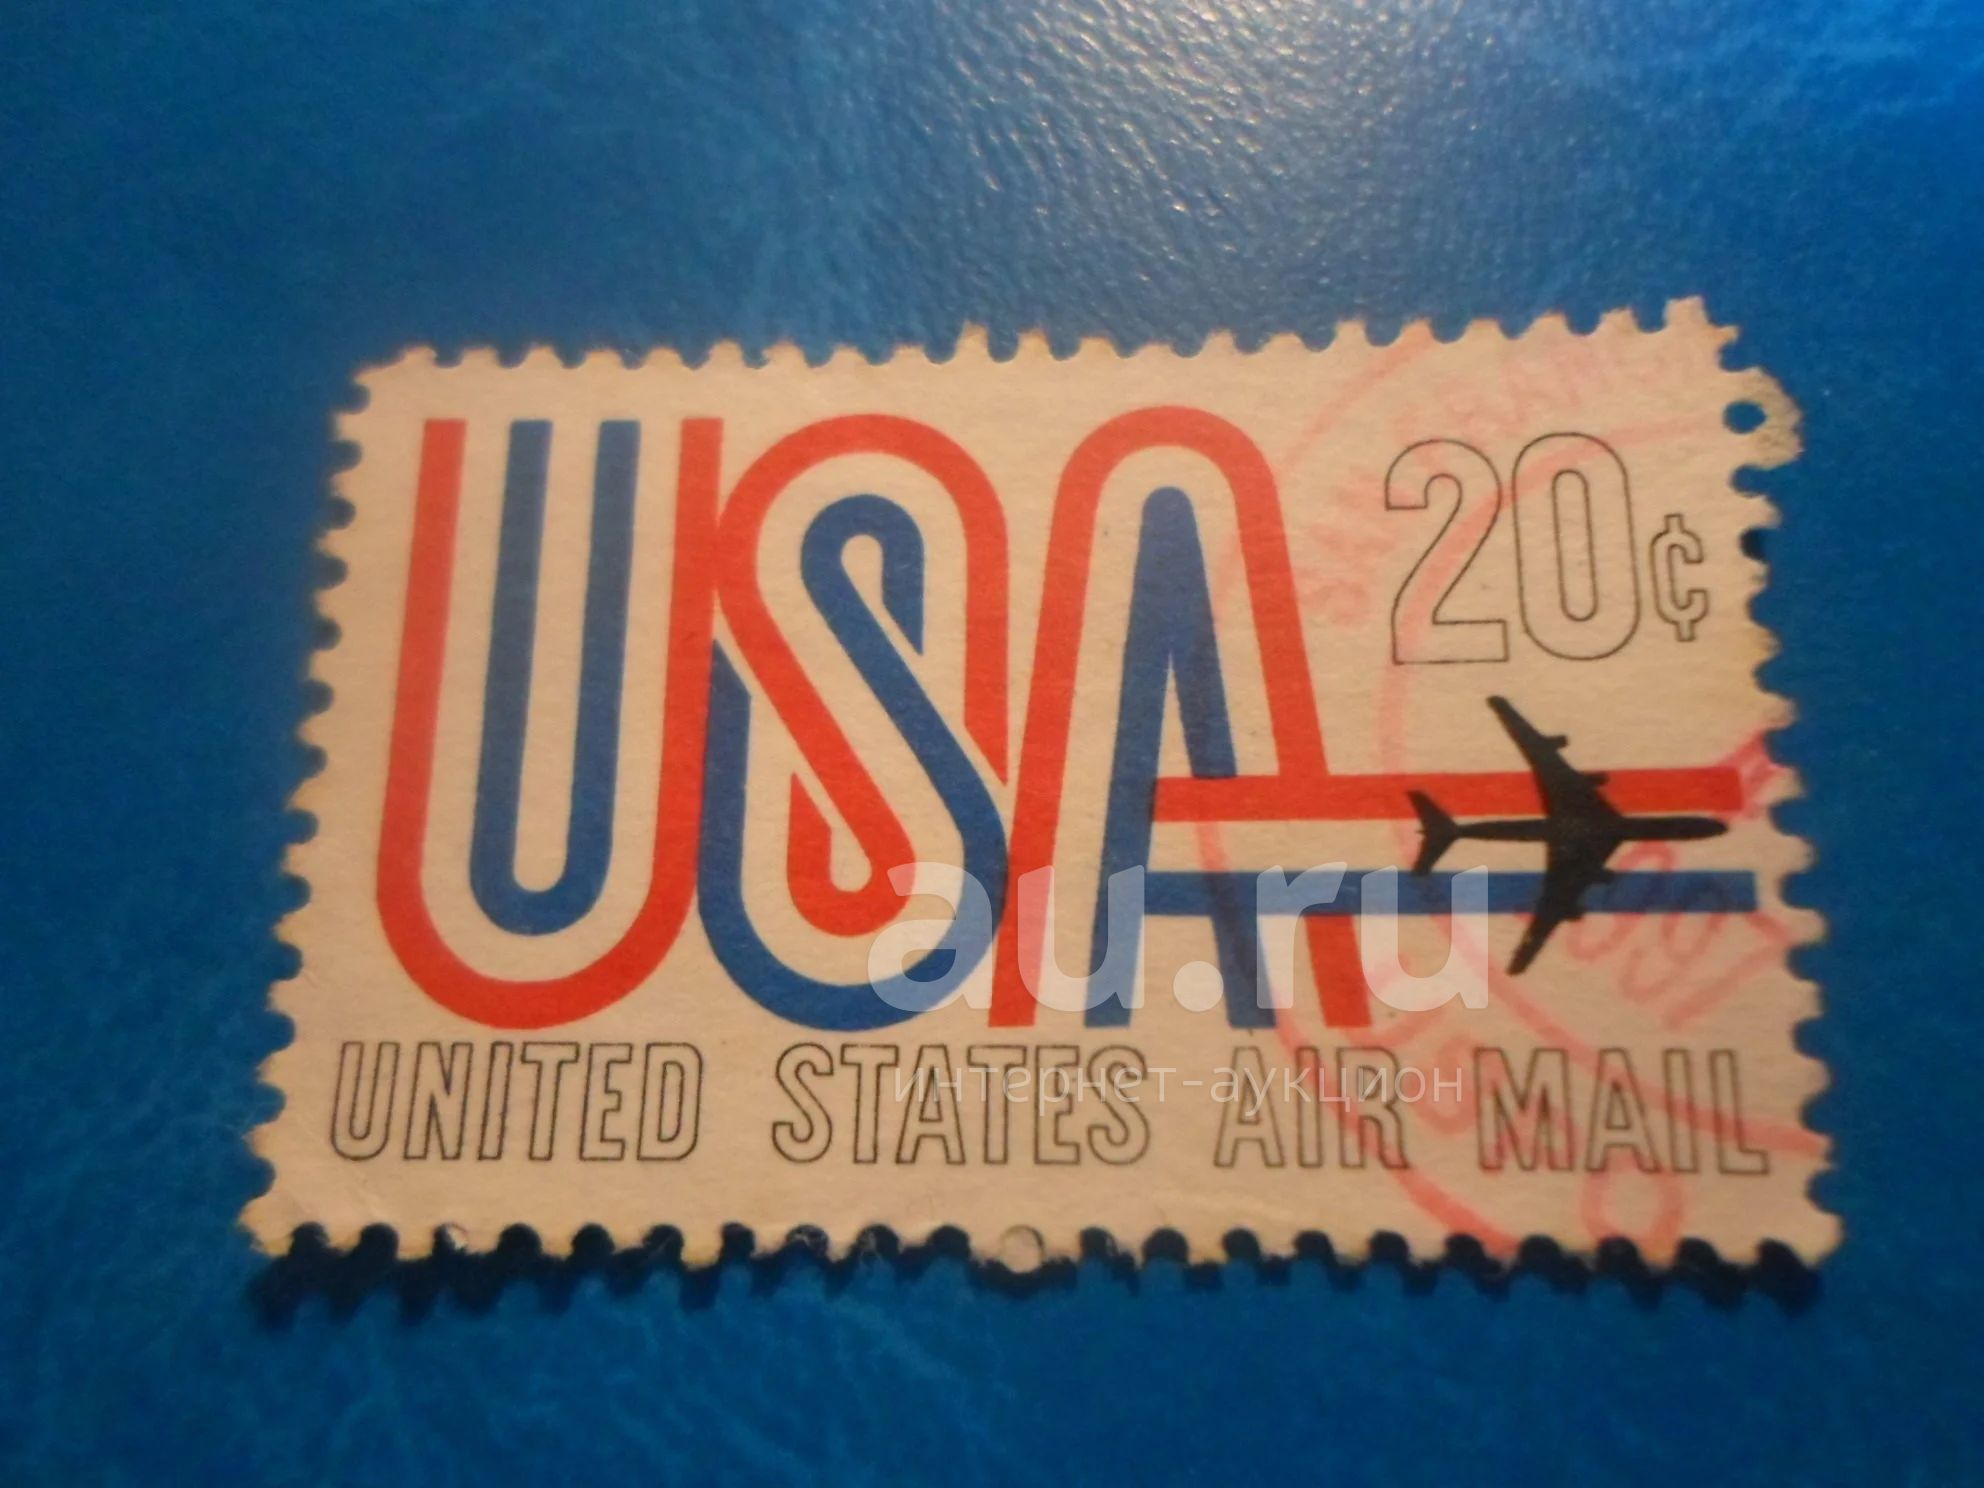 USA
20¢
UNITED STATES AIR MAIL
au.ru
интернет-аукцион